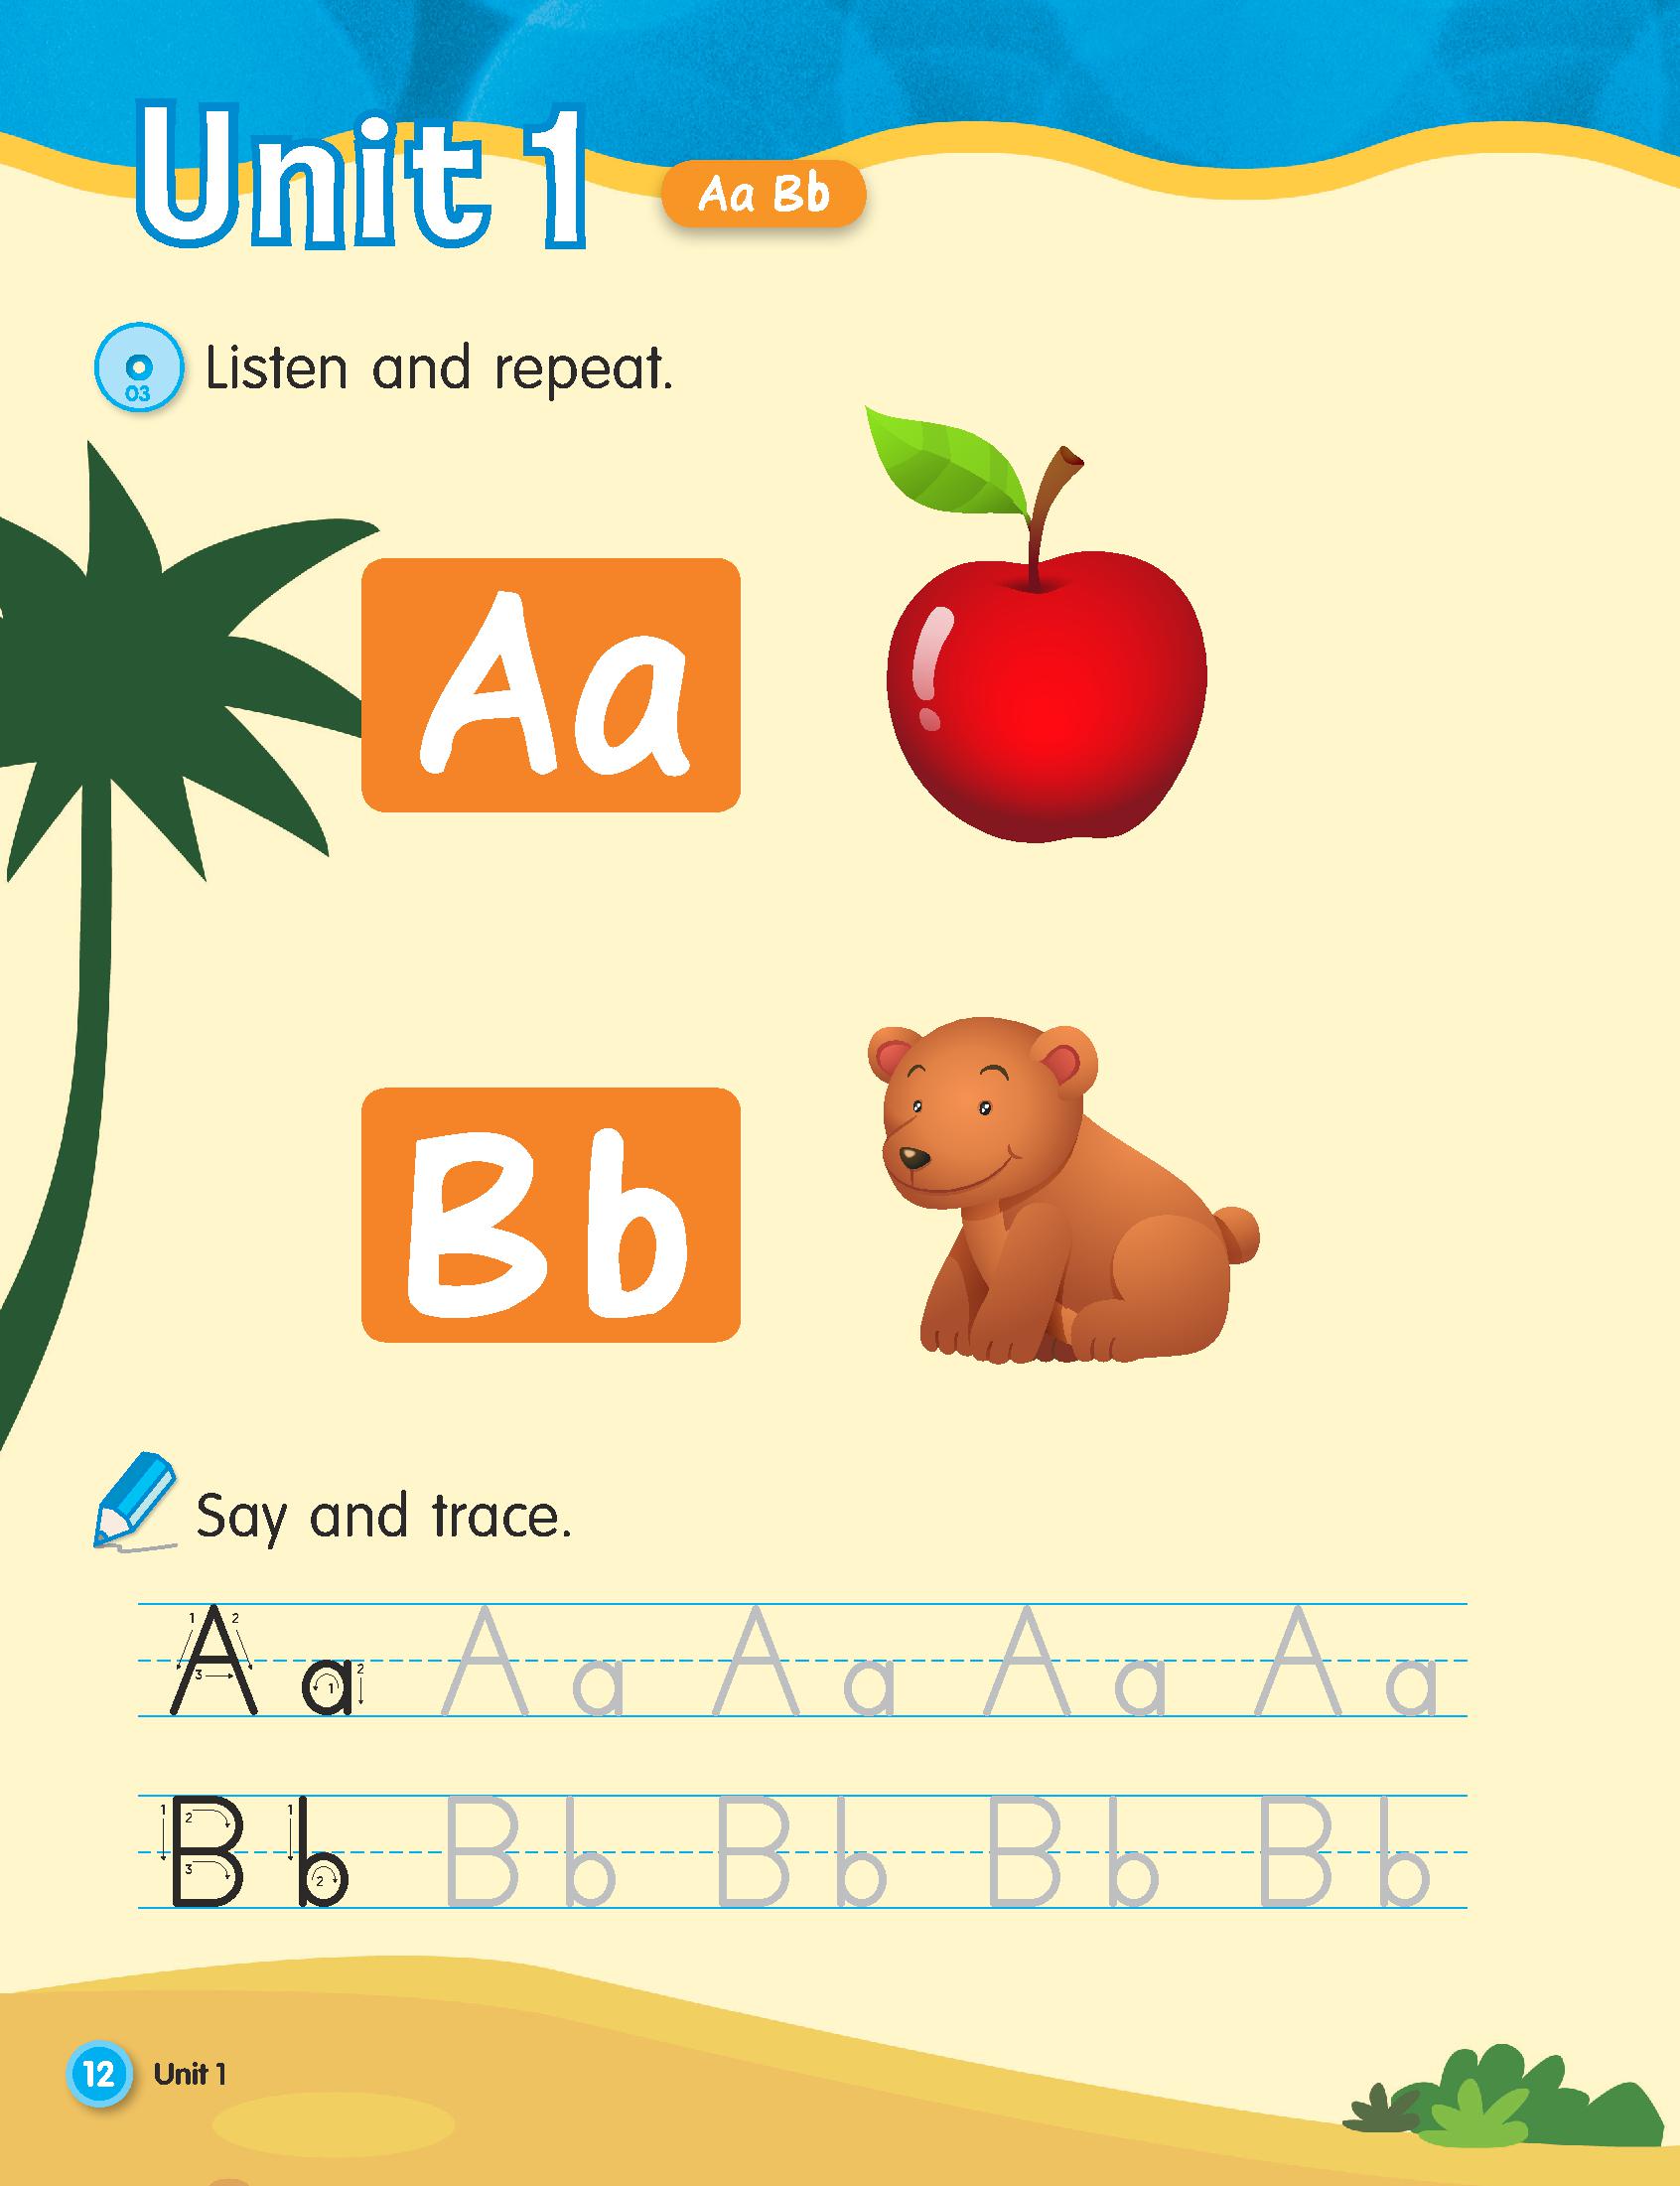 Unit 1
Aa Bb
03
Listen and repeat.
Aa
Bb
Say and trace.
A a A a A a A a A a
1 2 3 1 2
B b B b B b B b B b
1 2 3 1 2
12 Unit 1